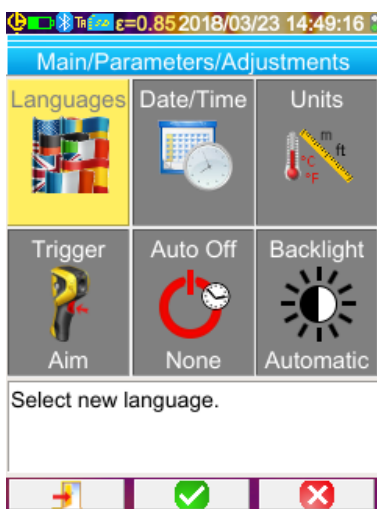 ε=0.85 2018/03/23 14:49:16
Main/Parameters/Adjustments
Languages Date/Time Units
m
ft
°C
°F
Trigger Auto Off Backlight
Aim None Automatic
Select new language.